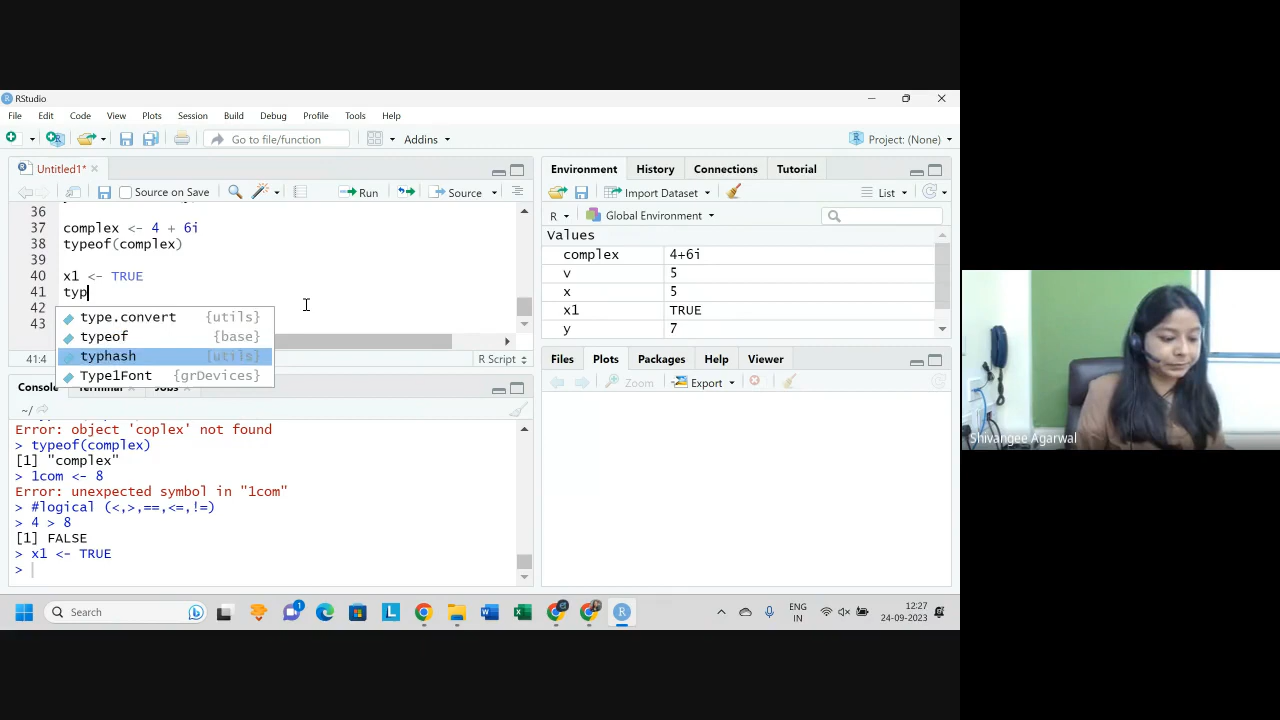 RStudio
File Edit Code View Plots Session Build Debug Profile Tools Help
Go to file/function Addins Project: (None)
Untitled1*
Source on Save Run Source
36
37 complex <- 4 + 6i
38 typeof(complex)
39
40 x1 <- TRUE
41 typ
42
43
type.convert {utils}
typeof {base}
typhash {utils}
Type1Font {grDevices}
41:4 R Script
Console Terminal Jobs
~/
Error: object 'coplex' not found
> typeof(complex)
[1] "complex"
> 1com <- 8
Error: unexpected symbol in "1com"
> #logical (<,>,==,<=,!=)
> 4 > 8
[1] FALSE
> x1 <- TRUE
>
Environment History Connections Tutorial
Import Dataset List
R Global Environment
Values
complex 4+6i
v 5
x 5
x1 TRUE
y 7
Files Plots Packages Help Viewer
Zoom Export
Shivangee Agarwal
Search
1
ENG
IN
12:27
24-09-2023